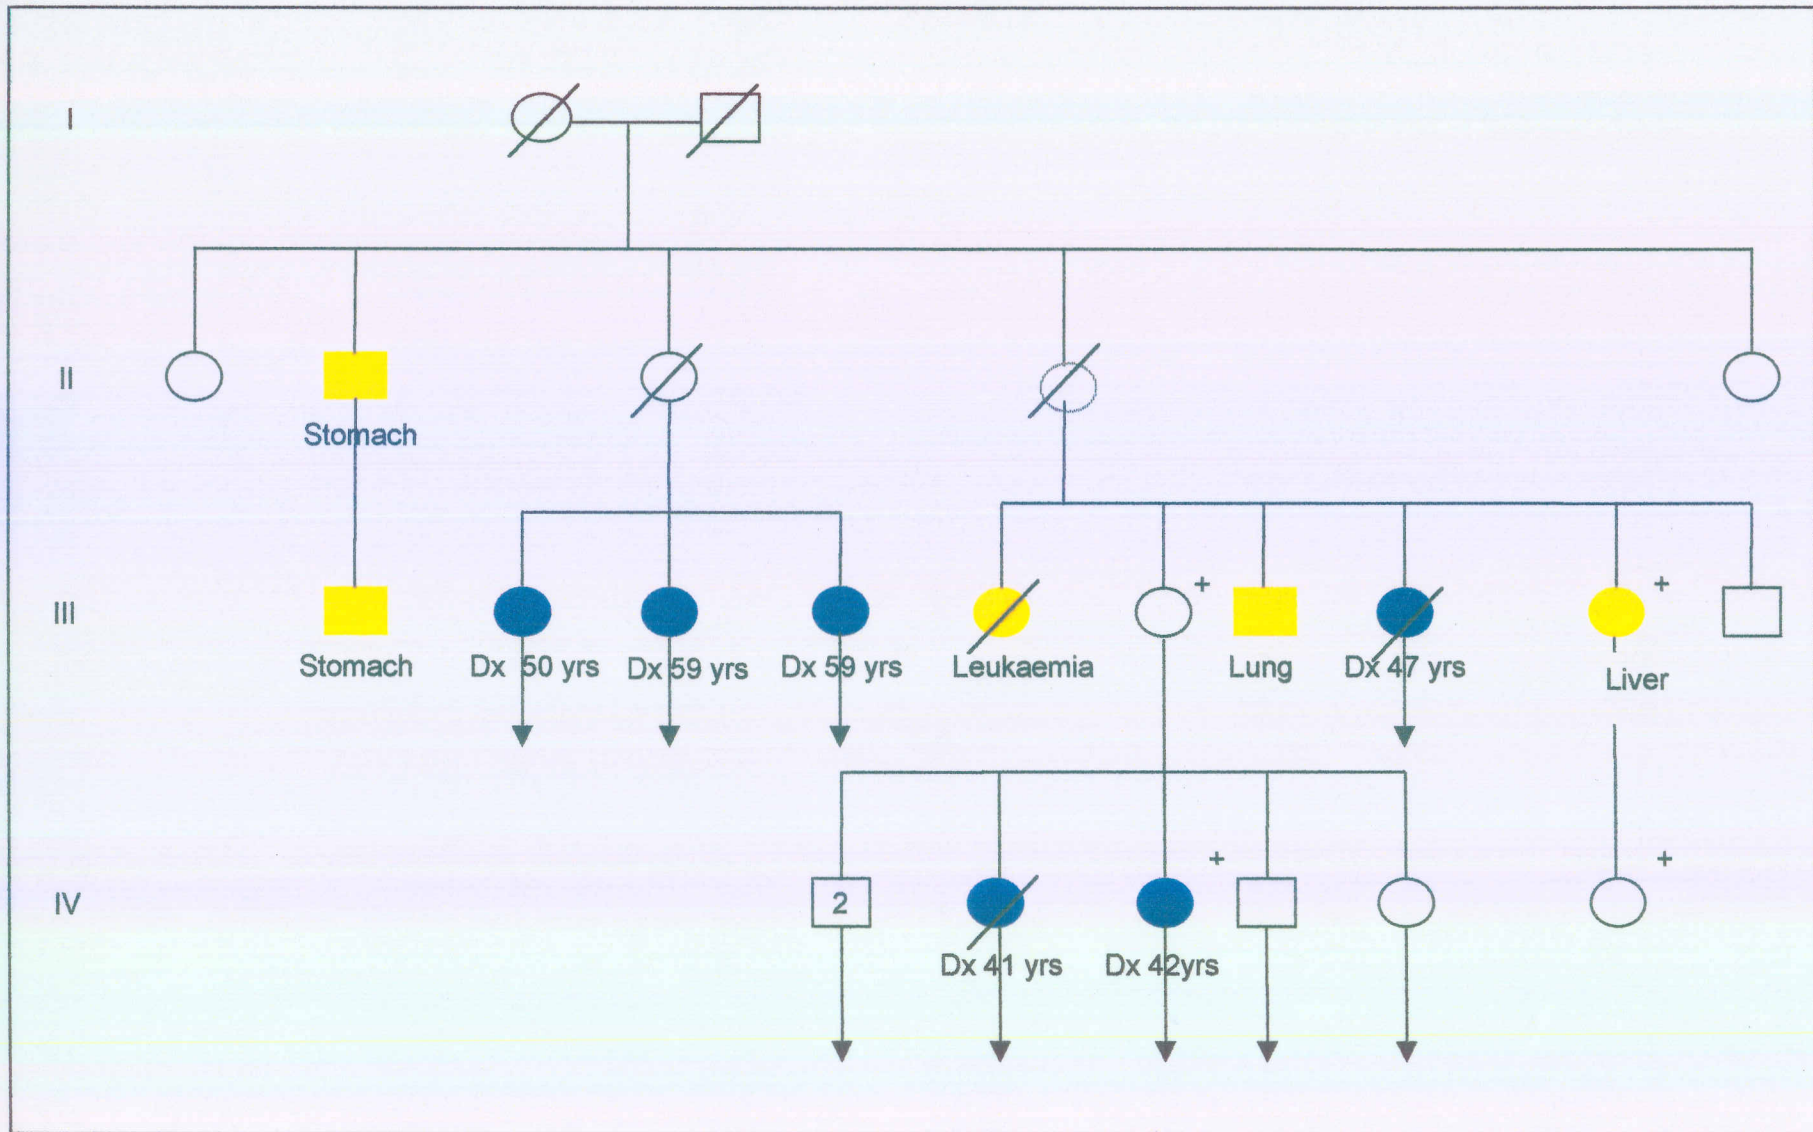 I
II
Stomach
+
+
III
Stomach
Dx 50 yrs
Dx 59 yrs
Dx 59 yrs
Leukaemia
Lung
Dx 47 yrs
Liver
+
+
IV
2
Dx 41 yrs
Dx 42yrs